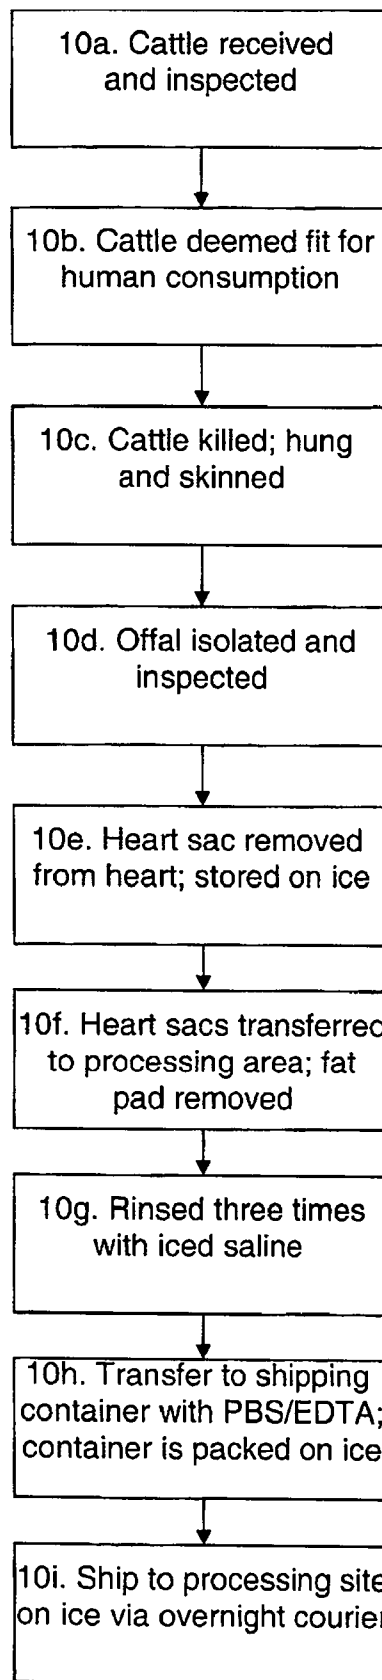 10a. Cattle received
and inspected
10b. Cattle deemed fit for
human consumption
10c. Cattle killed; hung
and skinned
10d. Offal isolated and
inspected
10e. Heart sac removed
from heart; stored on ice
10f. Heart sacs transferred
to processing area; fat
pad removed
10g. Rinsed three times
with iced saline
10h. Transfer to shipping
container with PBS/EDTA;
container is packed on ice
10i. Ship to processing site
on ice via overnight courier